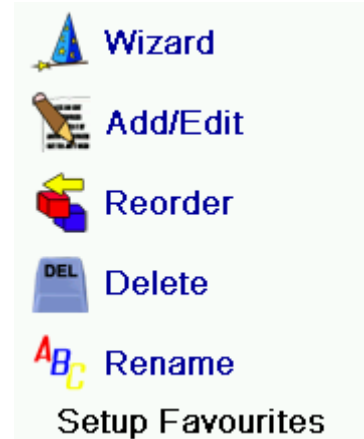 Wizard
Add/Edit
DEL
Reorder
Delete
ABC Rename
Setup Favourites